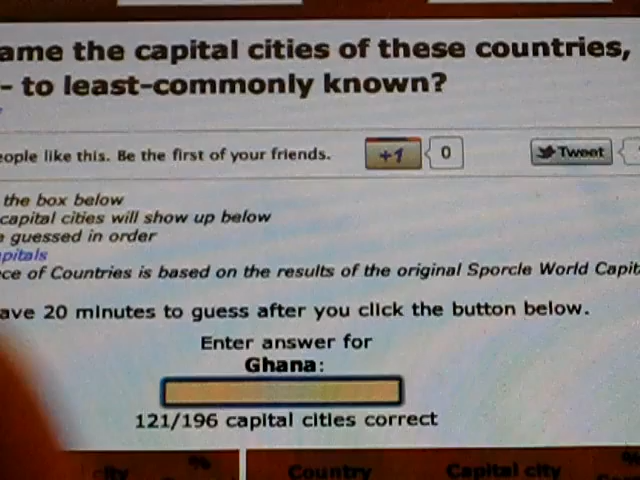 ame the capital cities of these countries,
- to least-commonly known?
eople like this. Be the first of your friends.
+1
0
Tweet
the box below
capital cities will show up below
e guessed in order
pitals
ce of Countries is based on the results of the original Sporcle World Capit
ave 20 minutes to guess after you click the button below.
Enter answer for
Ghana:
121/196 capital cities correct
city % Country Capital city %